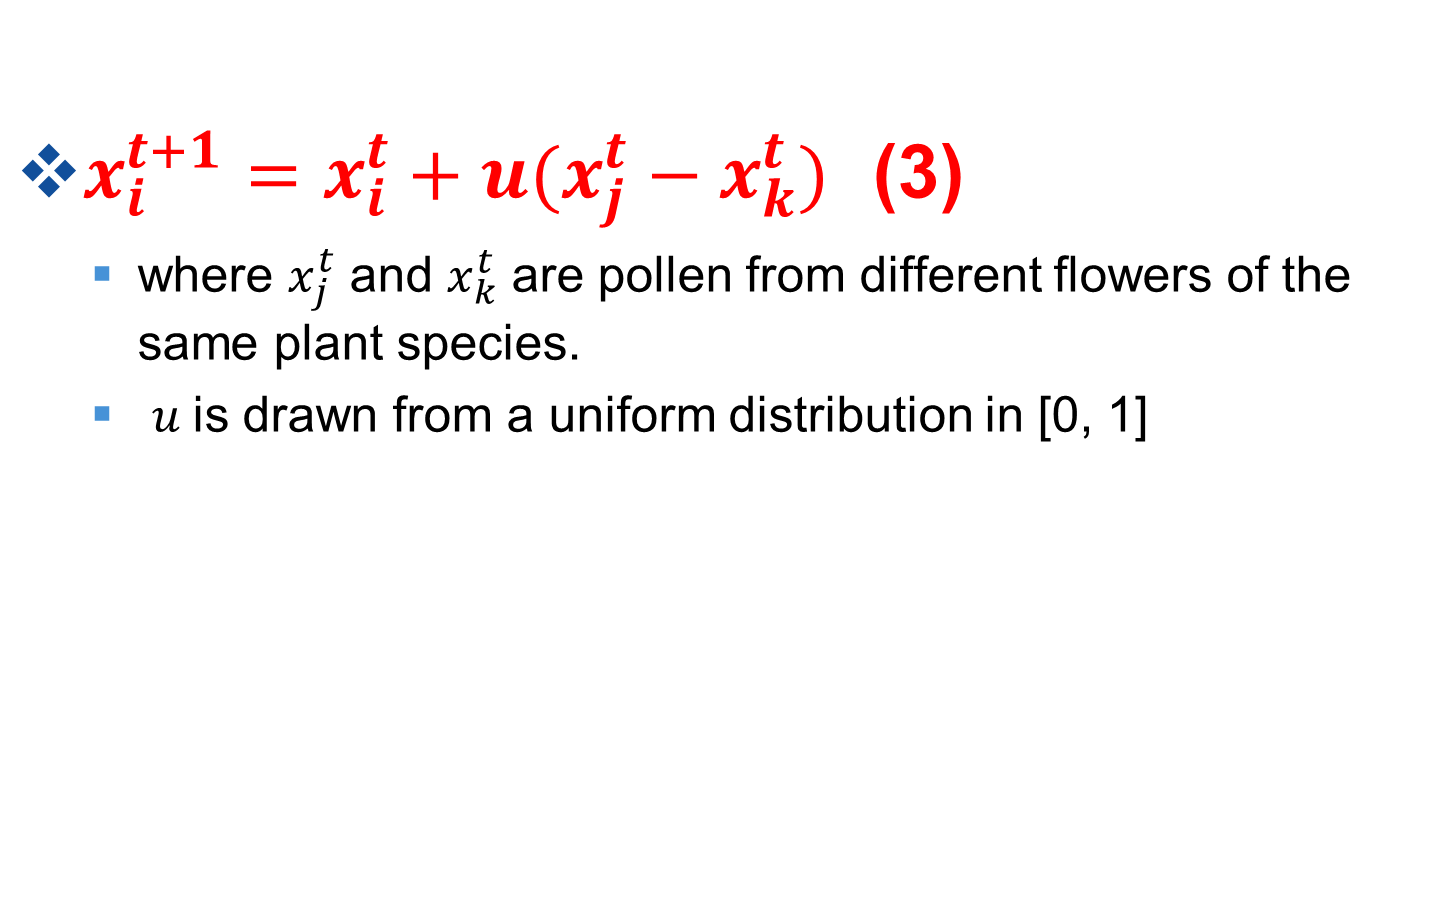 ❖ x_i^{t+1} = x_i^t + u(x_j^t − x_k^t) (3)
▪ where x_j^t and x_k^t are pollen from different flowers of the
same plant species.
▪ u is drawn from a uniform distribution in [0, 1]